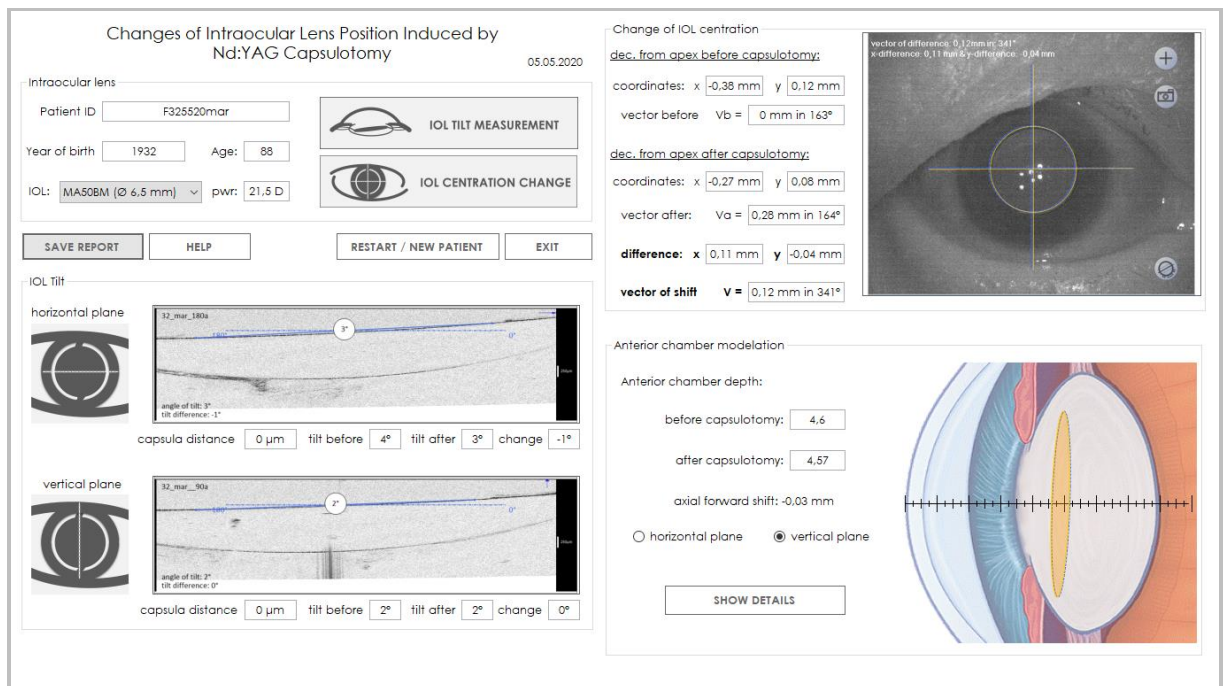 Changes of Intraocular Lens Position Induced by
Nd:YAG Capsulotomy
05.05.2020
Intraocular lens
Patient ID F325520mar
Year of birth 1932 Age: 88
IOL: MA50BM (Ø 6,5 mm) pwr: 21,5 D
IOL TILT MEASUREMENT
IOL CENTRATION CHANGE
SAVE REPORT HELP RESTART / NEW PATIENT EXIT
IOL Tilt
horizontal plane
32_mar_180a
180°
3°
0°
angle of tilt: 3°
tilt difference: -1°
capsula distance 0 µm tilt before 4° tilt after 3° change -1°
vertical plane
32_mar__90a
180°
2°
0°
angle of tilt: 2°
tilt difference: 0°
capsula distance 0 µm tilt before 2° tilt after 2° change 0°
Change of IOL centration
dec. from apex before capsulotomy:
coordinates: x -0,38 mm y 0,12 mm
vector before Vb = 0 mm in 163°
dec. from apex after capsulotomy:
coordinates: x -0,27 mm y 0,08 mm
vector after: Va = 0,28 mm in 164°
difference: x 0,11 mm y -0,04 mm
vector of shift V = 0,12 mm in 341°
vector of difference: 0,12mm in: 341°
x-difference: 0,11 mm & y-difference: -0,04 mm
Anterior chamber modelation
Anterior chamber depth:
before capsulotomy: 4,6
after capsulotomy: 4,57
axial forward shift: -0,03 mm
horizontal plane vertical plane
SHOW DETAILS